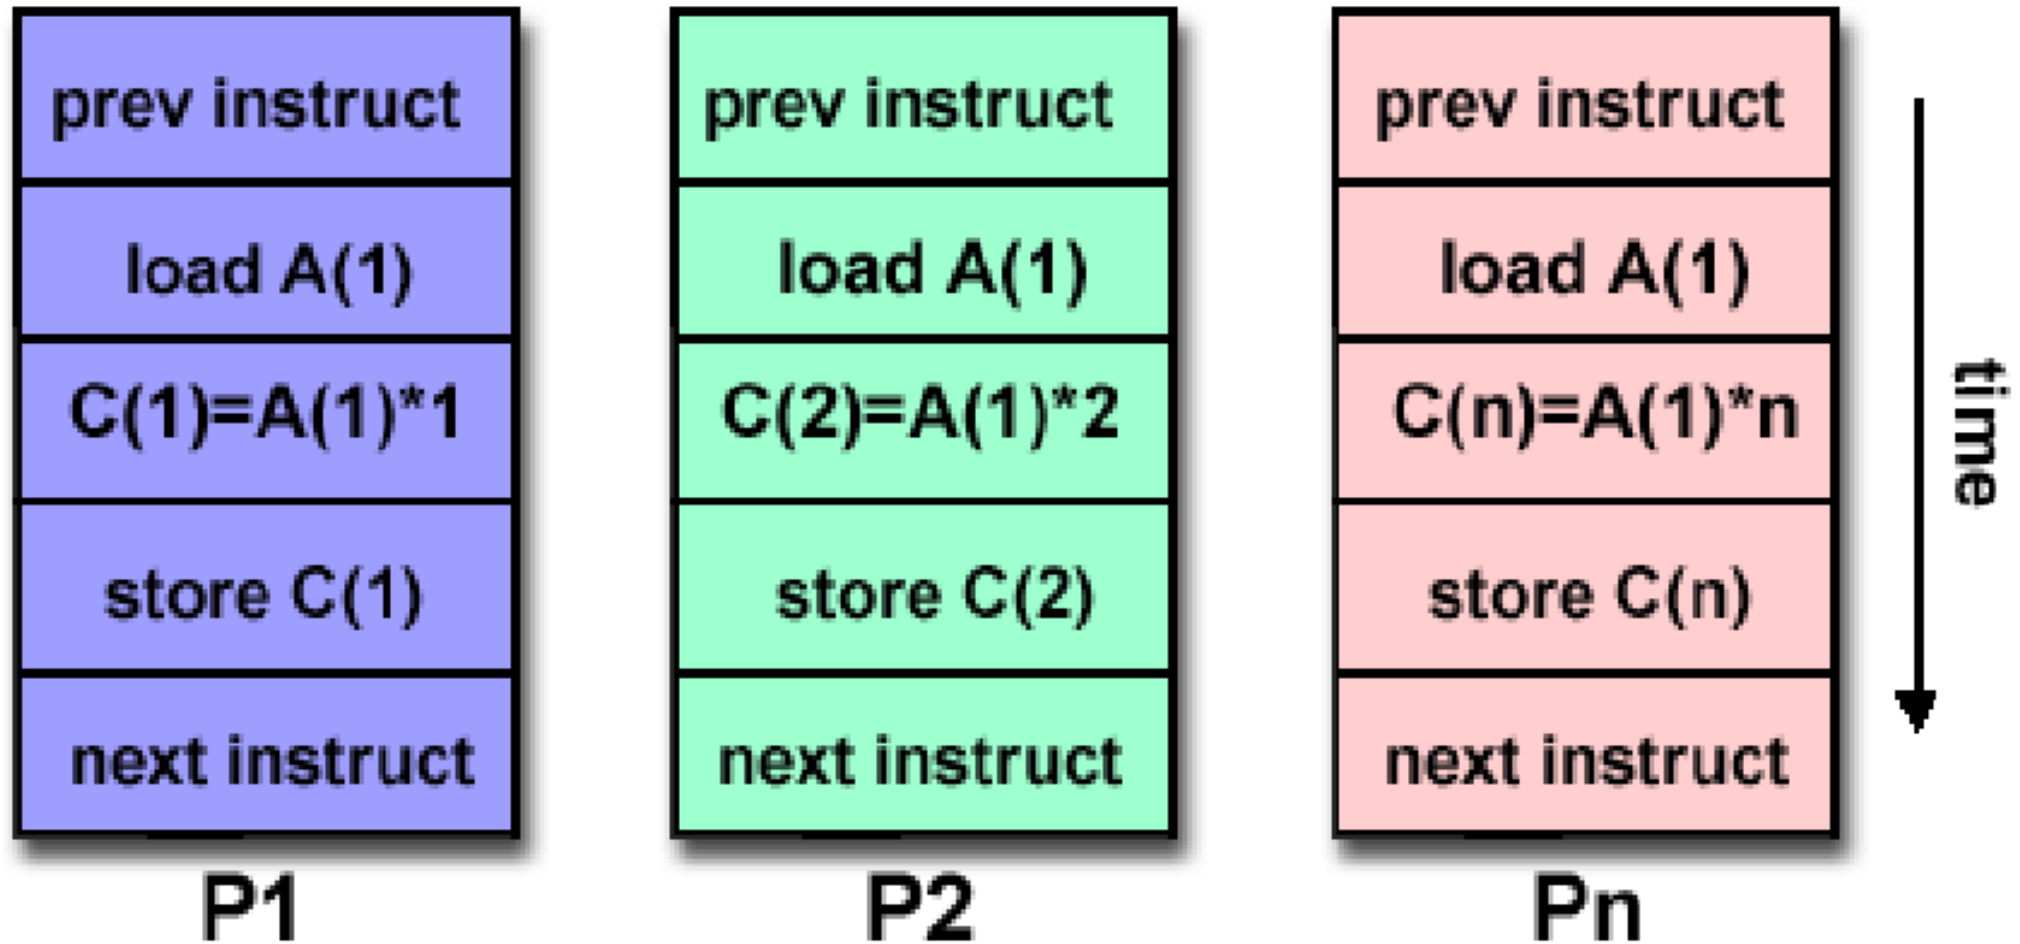 prev instruct
load A(1)
C(1)=A(1)*1
store C(1)
next instruct
P1
prev instruct
load A(1)
C(2)=A(1)*2
store C(2)
next instruct
P2
prev instruct
load A(1)
C(n)=A(1)*n
store C(n)
next instruct
Pn
time